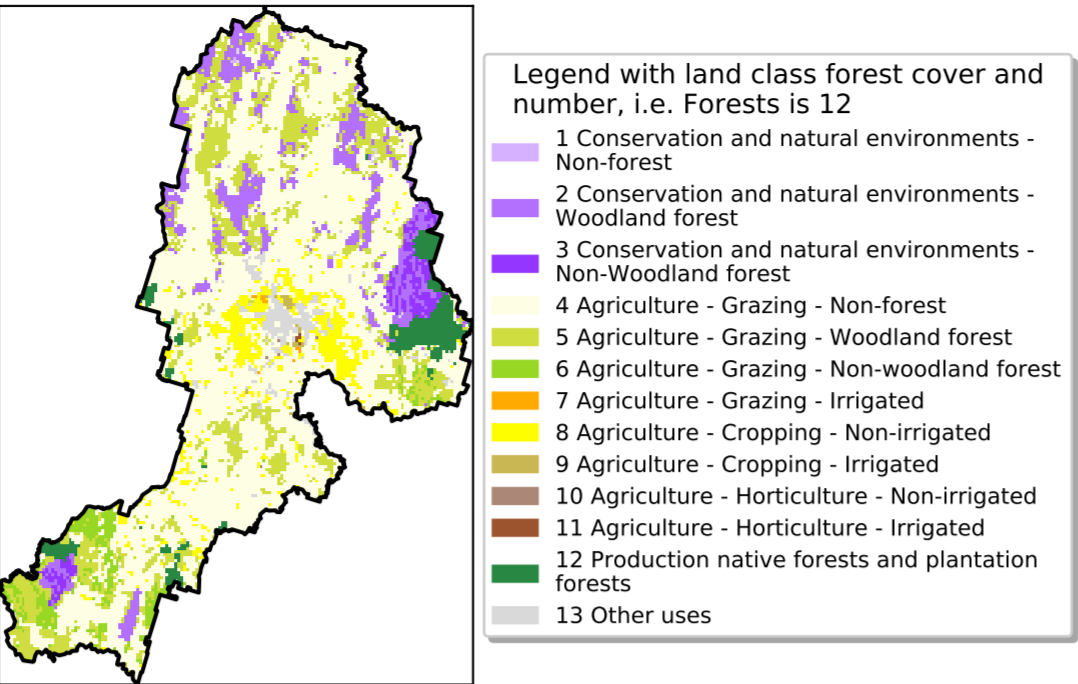 Legend with land class forest cover and
number, i.e. Forests is 12
1 Conservation and natural environments -
Non-forest
2 Conservation and natural environments -
Woodland forest
3 Conservation and natural environments -
Non-Woodland forest
4 Agriculture - Grazing - Non-forest
5 Agriculture - Grazing - Woodland forest
6 Agriculture - Grazing - Non-woodland forest
7 Agriculture - Grazing - Irrigated
8 Agriculture - Cropping - Non-irrigated
9 Agriculture - Cropping - Irrigated
10 Agriculture - Horticulture - Non-irrigated
11 Agriculture - Horticulture - Irrigated
12 Production native forests and plantation
forests
13 Other uses